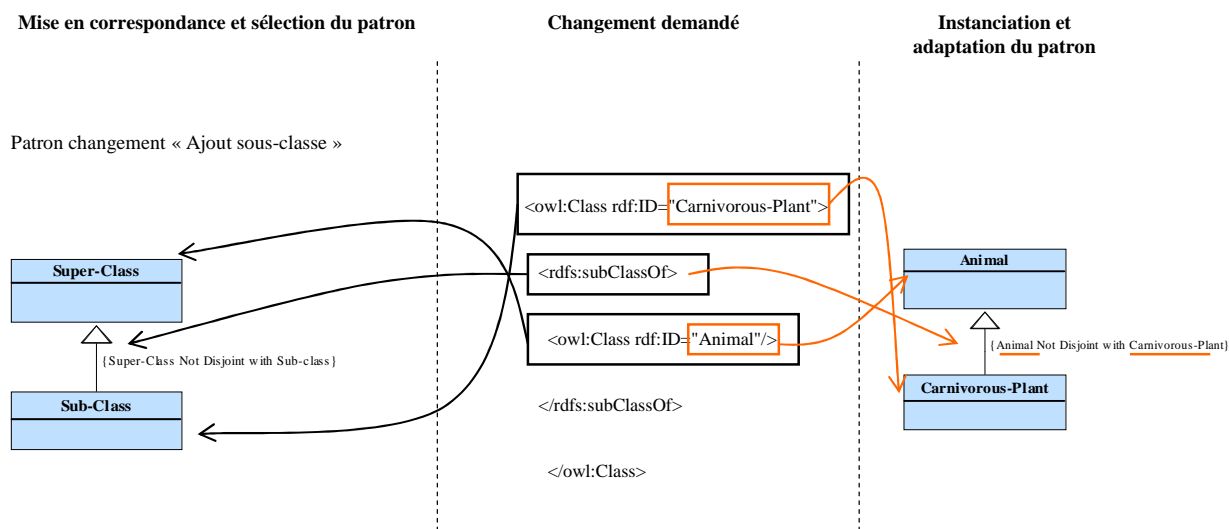 Mise en correspondance et sélection du patron
Changement demandé
Instanciation et
adaptation du patron
Patron changement « Ajout sous-classe »
<owl:Class rdf:ID="Carnivorous-Plant">
<rdfs:subClassOf>
<owl:Class rdf:ID="Animal"/>
</rdfs:subClassOf>
</owl:Class>
Super-Class
{Super-Class Not Disjoint with Sub-class}
Sub-Class
Animal
{Animal Not Disjoint with Carnivorous-Plant}
Carnivorous-Plant